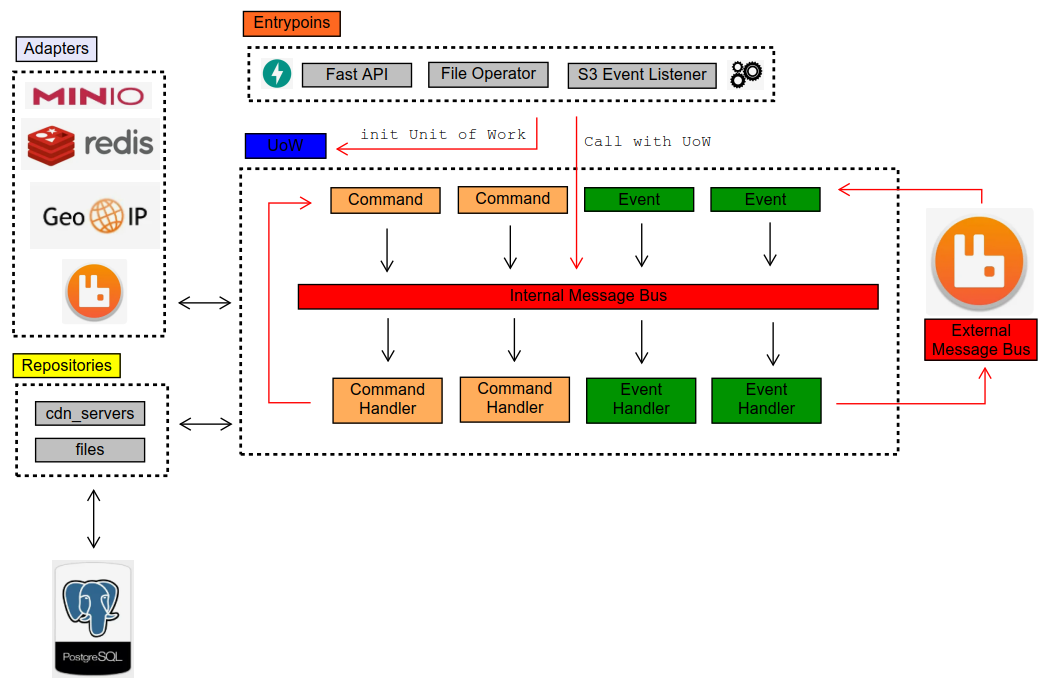 Entrypoins
Adapters
Fast API
File Operator
S3 Event Listener
MINIO
redis
Geo IP
init Unit of Work
Call with UoW
UoW
Command
Command
Event
Event
Internal Message Bus
External
Message Bus
Command
Handler
Command
Handler
Event
Handler
Event
Handler
Repositories
cdn_servers
files
PostgreSQL